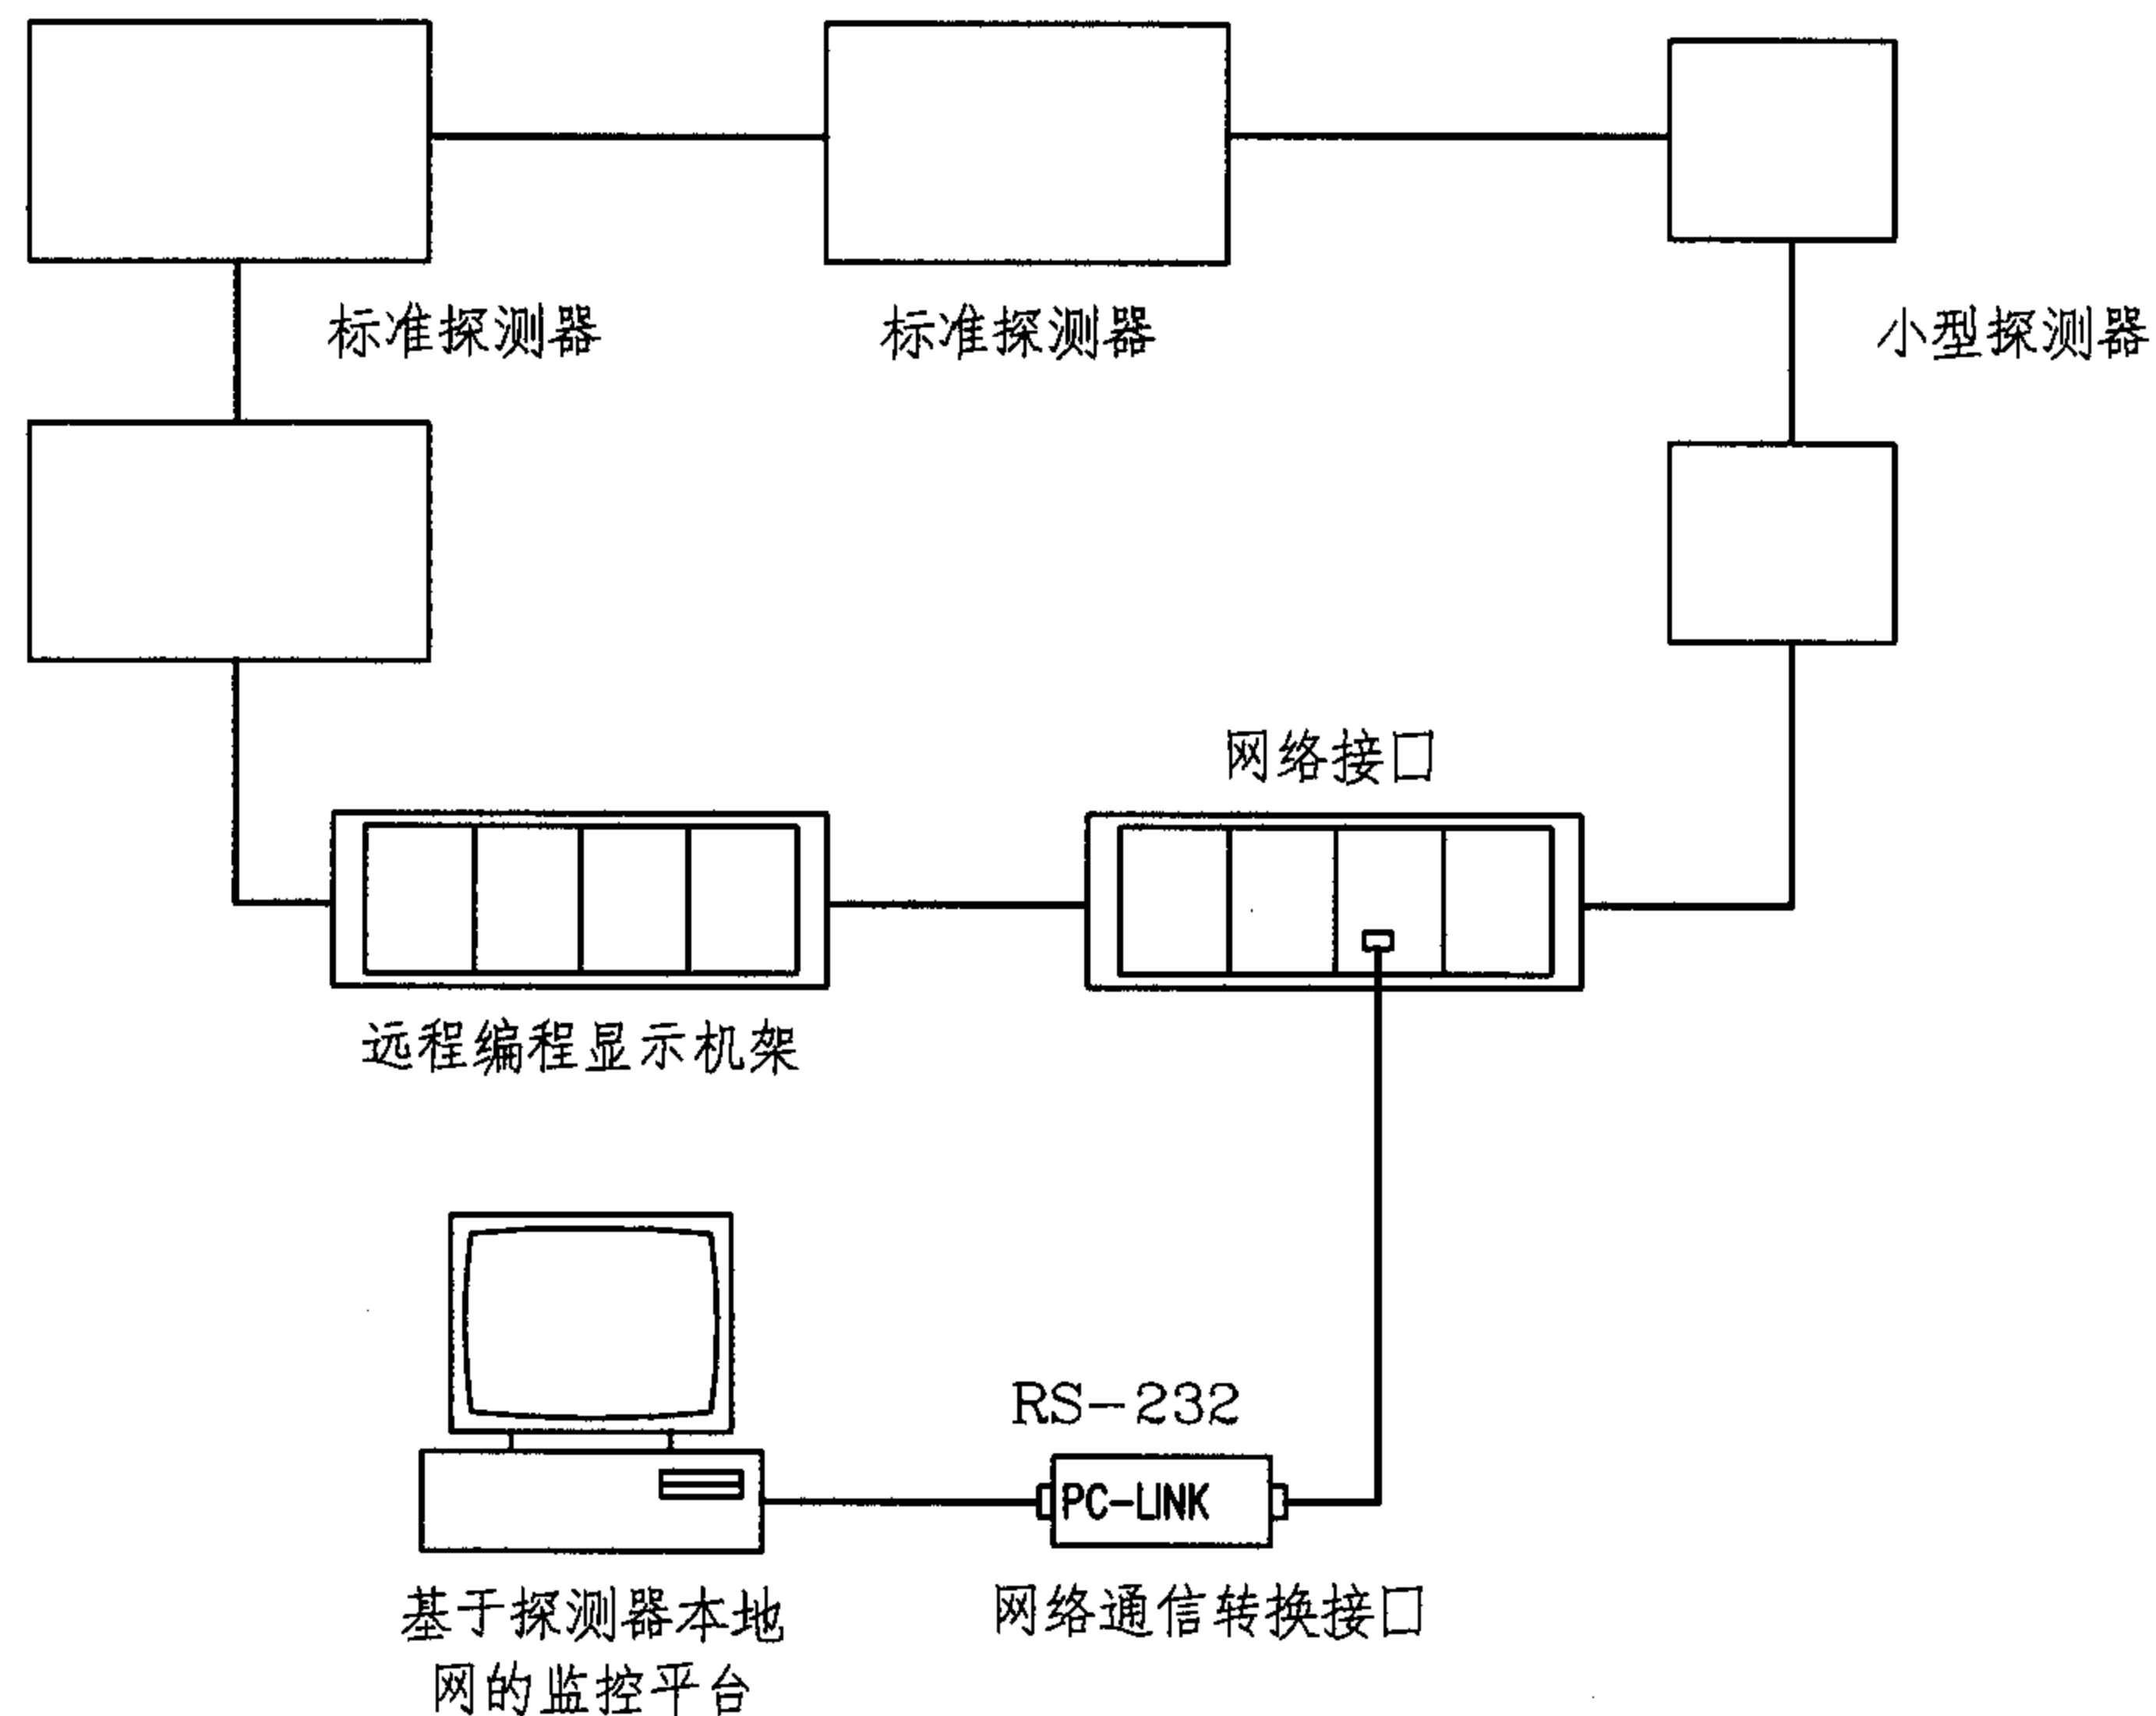 标准探测器
标准探测器
小型探测器
网络接口
远程编程显示机架
RS-232
PC-LINK
基于探测器本地
网的监控平台
网络通信转换接口